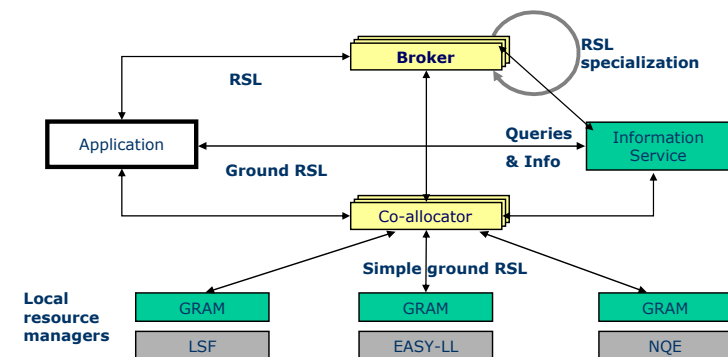 Broker
RSL
specialization
RSL
Application
Queries
& Info
Information
Service
Ground RSL
Co-allocator
Simple ground RSL
Local
resource
managers
GRAM
GRAM
GRAM
LSF
EASY-LL
NQE